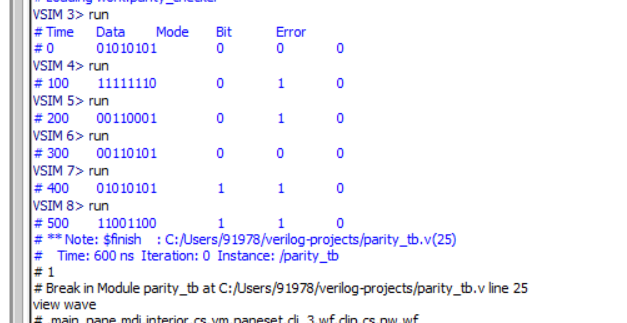 # Loading work.parity_checker
VSIM 3> run
# Time Data Mode Bit Error
# 0 01010101 0 0 0
VSIM 4> run
# 100 11111110 0 1 0
VSIM 5> run
# 200 00110001 0 1 0
VSIM 6> run
# 300 00110101 0 0 0
VSIM 7> run
# 400 01010101 1 1 0
VSIM 8> run
# 500 11001100 1 1 0
# ** Note: $finish : C:/Users/91978/verilog-projects/parity_tb.v(25)
# Time: 600 ns Iteration: 0 Instance: /parity_tb
# 1
# Break in Module parity_tb at C:/Users/91978/verilog-projects/parity_tb.v line 25
view wave
# .main_pane.mdi.interior.cs.vm.paneset.cli_3.wf.clip.cs.pw.wf